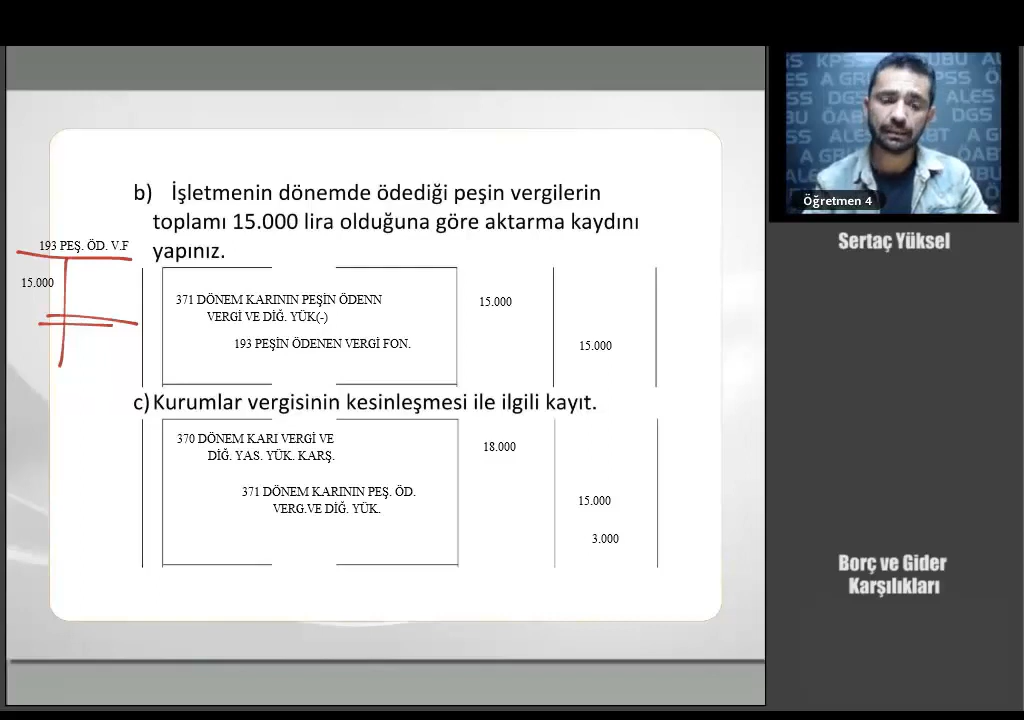 b) İşletmenin dönemde ödediği peşin vergilerin
toplamı 15.000 lira olduğuna göre aktarma kaydını
yapınız.
193 PEŞ. ÖD. V.F
15.000
371 DÖNEM KARININ PEŞİN ÖDENN
VERGİ VE DİĞ. YÜK(-)
15.000
193 PEŞİN ÖDENEN VERGİ FON.
15.000
c) Kurumlar vergisinin kesinleşmesi ile ilgili kayıt.
370 DÖNEM KARI VERGİ VE
DİĞ. YAS. YÜK. KARŞ.
18.000
371 DÖNEM KARININ PEŞ. ÖD.
VERG.VE DİĞ. YÜK.
15.000
3.000
Öğretmen 4
Sertaç Yüksel
Borç ve Gider
Karşılıkları